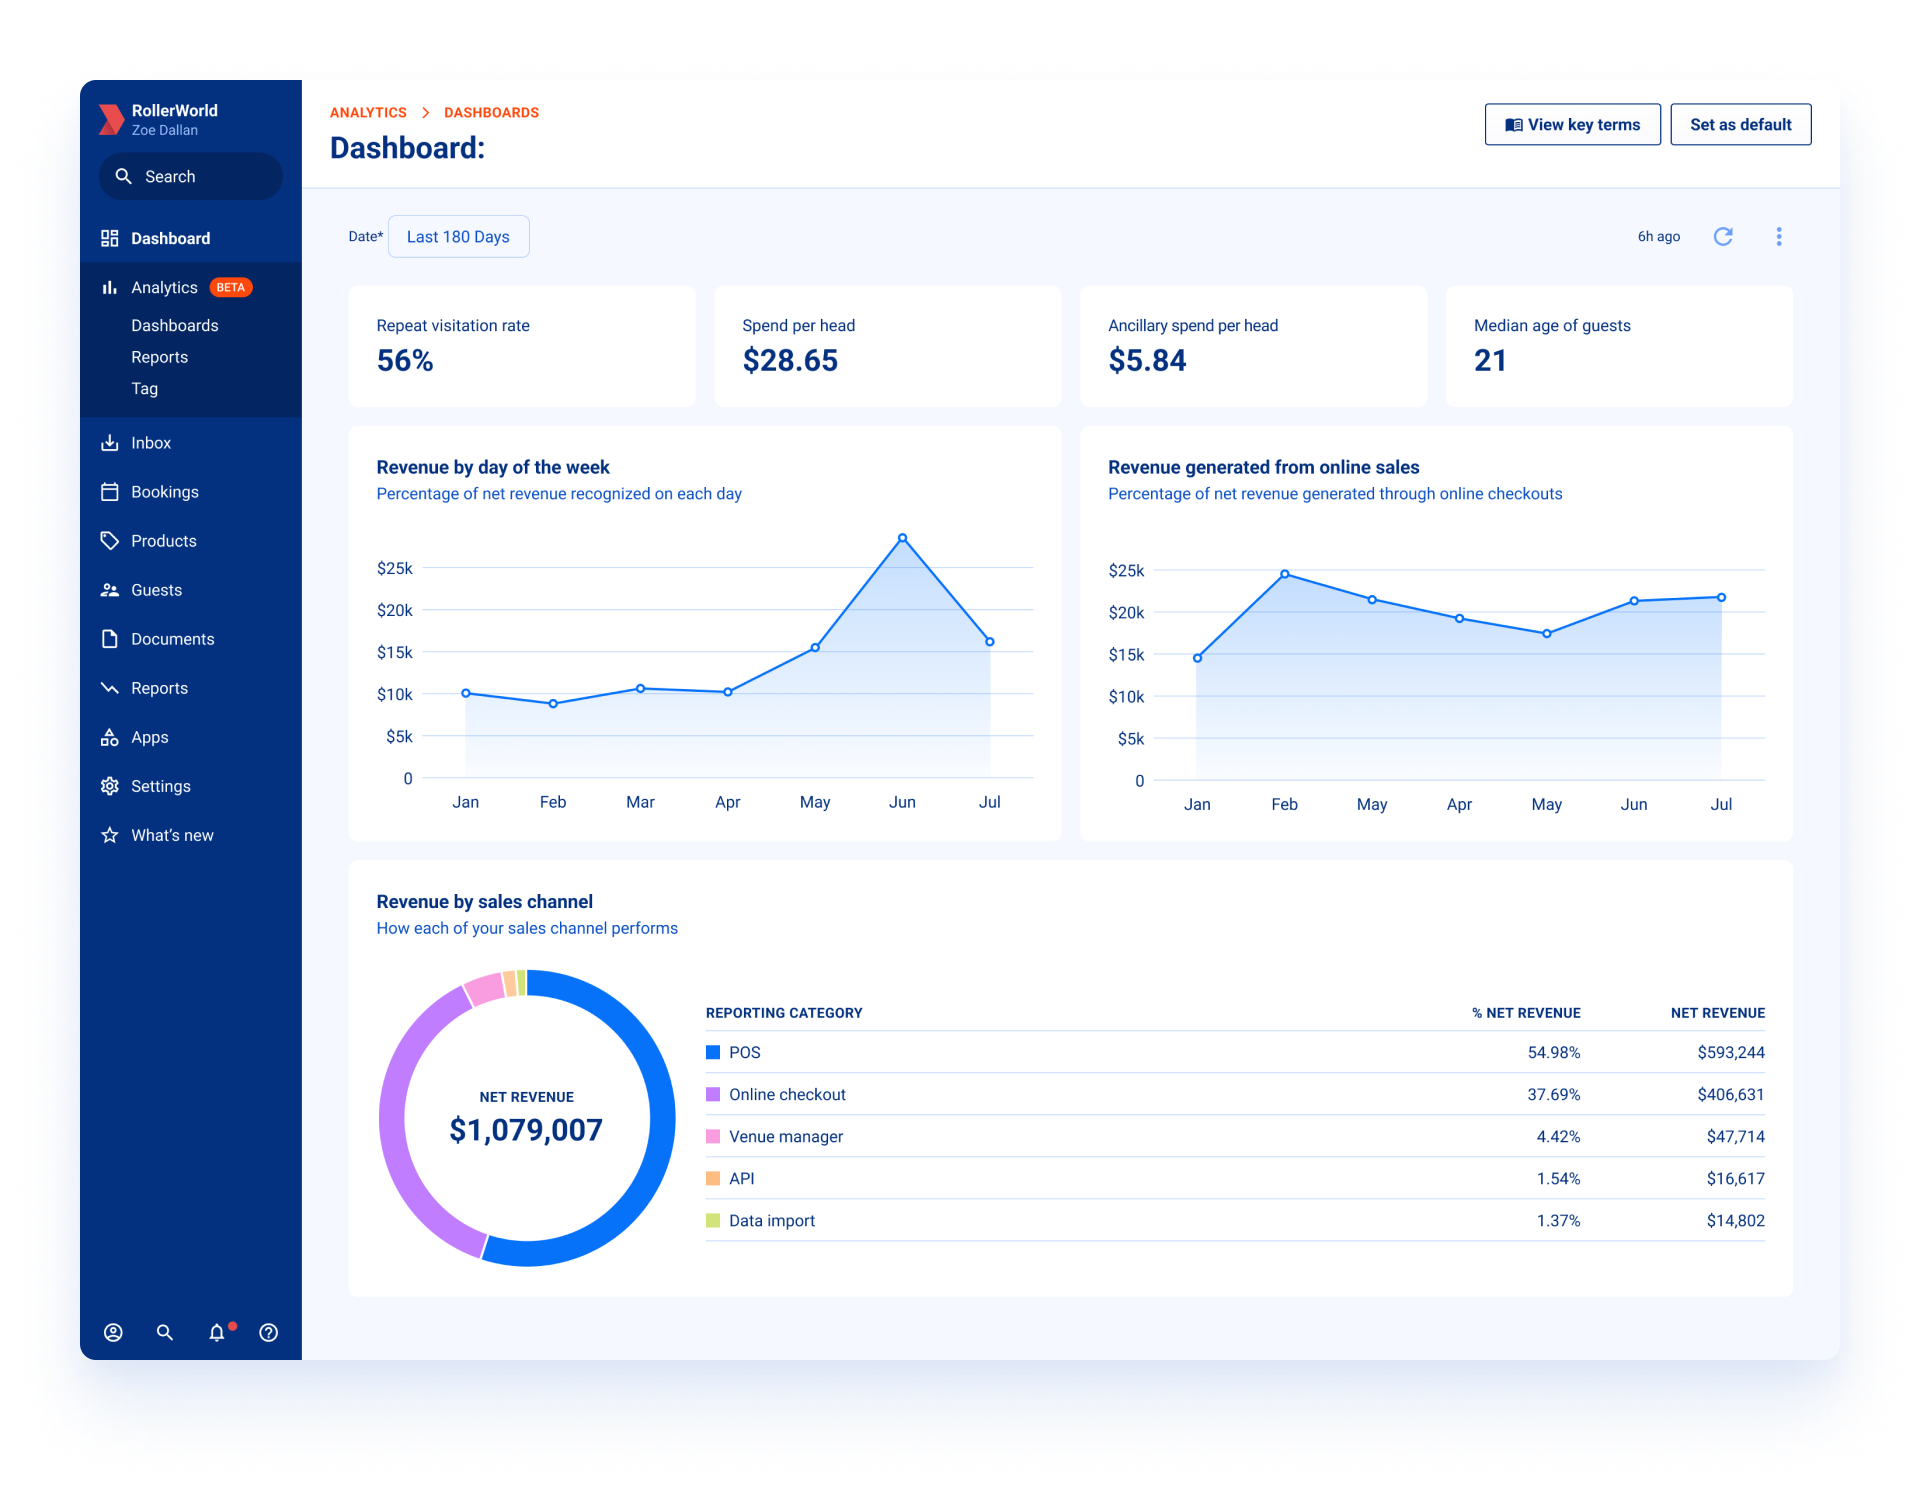 RollerWorld
Zoe Dallan
Search
Dashboard
Analytics BETA
Dashboards
Reports
Tag
Inbox
Bookings
Products
Guests
Documents
Reports
Apps
Settings
What's new
ANALYTICS > DASHBOARDS
Dashboard:
View key terms
Set as default
Date* Last 180 Days
6h ago
Repeat visitation rate
56%
Spend per head
$28.65
Ancillary spend per head
$5.84
Median age of guests
21
Revenue by day of the week
Percentage of net revenue recognized on each day
$25k
$20k
$15k
$10k
$5k
0
Jan Feb Mar Apr May Jun Jul
Revenue generated from online sales
Percentage of net revenue generated through online checkouts
$25k
$20k
$15k
$10k
$5k
0
Jan Feb May Apr May Jun Jul
Revenue by sales channel
How each of your sales channel performs
NET REVENUE
$1,079,007
REPORTING CATEGORY % NET REVENUE NET REVENUE
POS 54.98% $593,244
Online checkout 37.69% $406,631
Venue manager 4.42% $47,714
API 1.54% $16,617
Data import 1.37% $14,802